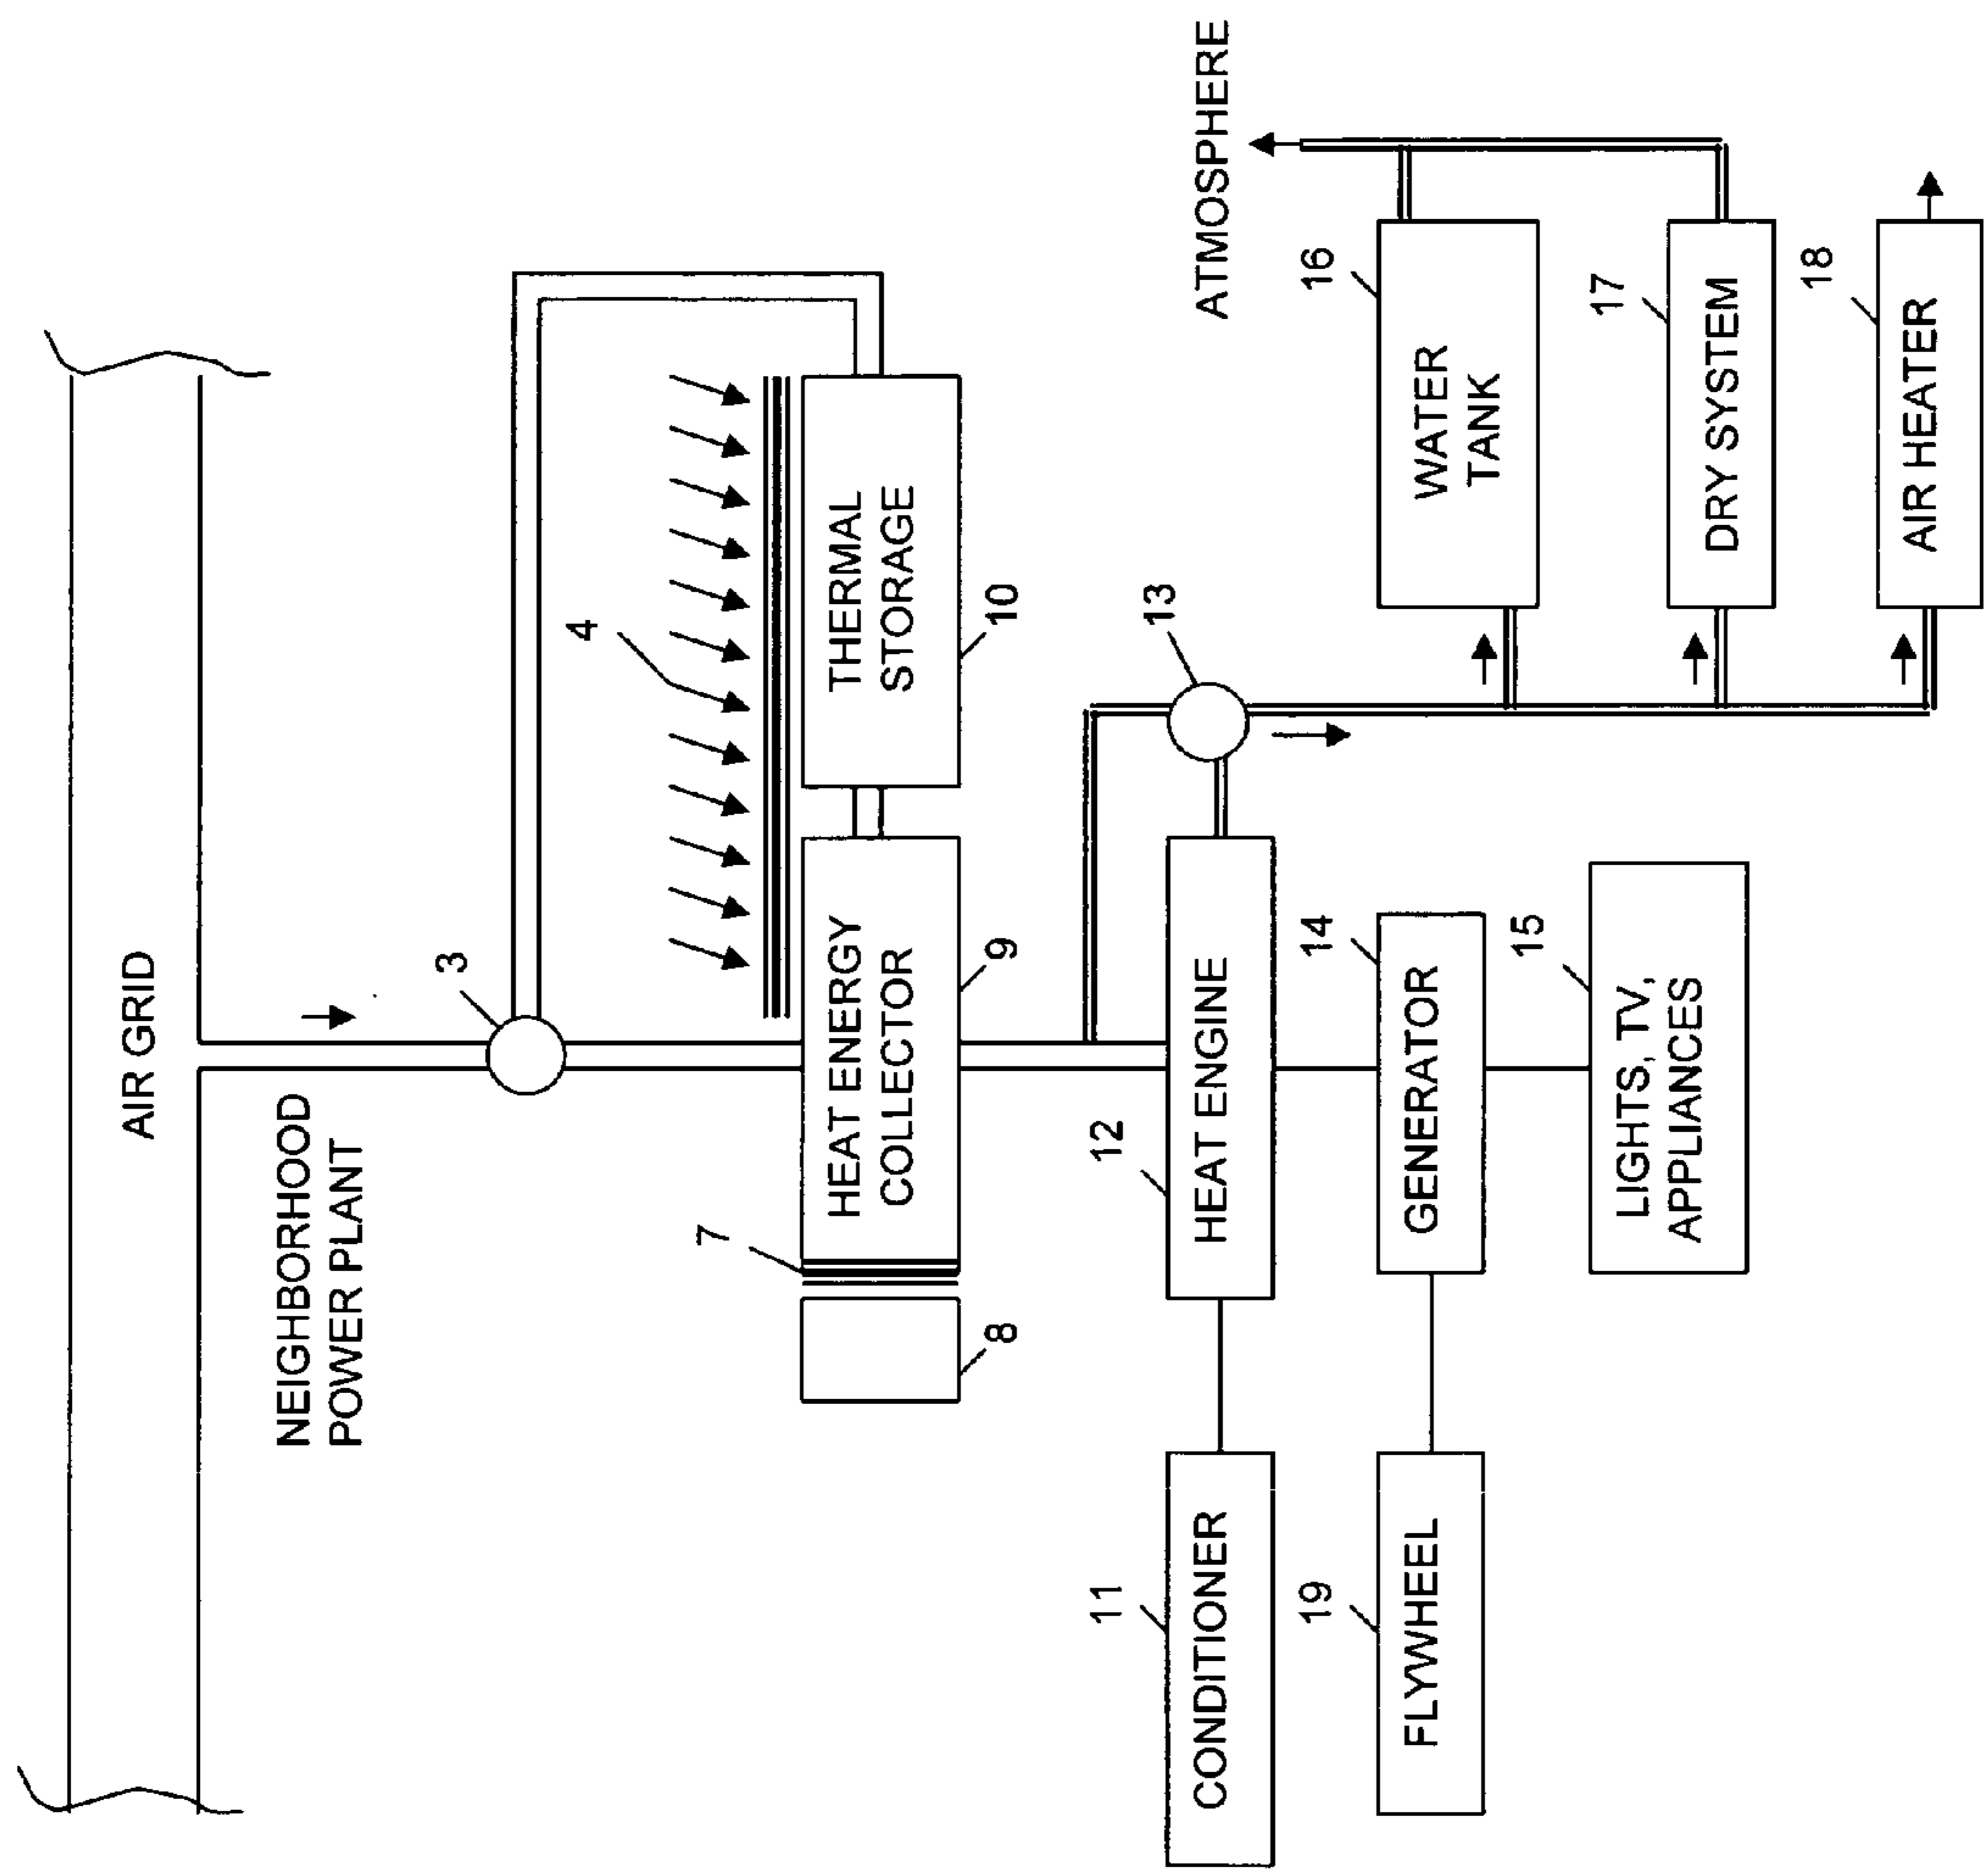 AIR GRID
NEIGHBORHOOD
POWER PLANT
3
4
7
HEAT ENERGY
COLLECTOR
THERMAL
STORAGE
8
9
10
11
12
13
CONDITIONER
HEAT ENGINE
ATMOSPHERE
19
14
16
FLYWHEEL
GENERATOR
WATER
TANK
15
17
LIGHTS, TV,
APPLIANCES
DRY SYSTEM
18
AIR HEATER